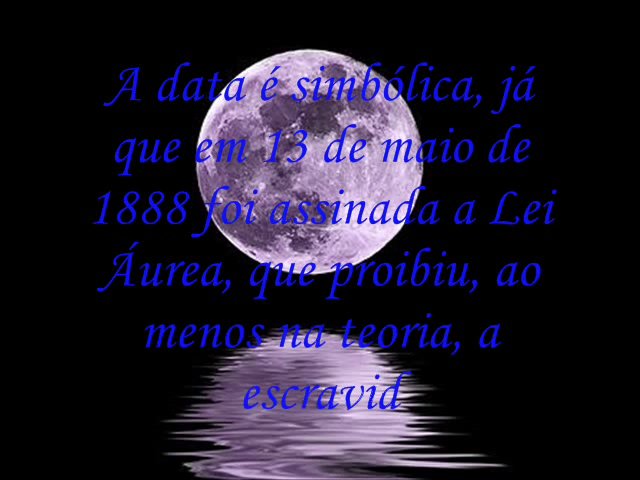 A data é simbólica, já
que em 13 de maio de
1888 foi assinada a Lei
Áurea, que proibiu, ao
menos na teoria, a
escravid